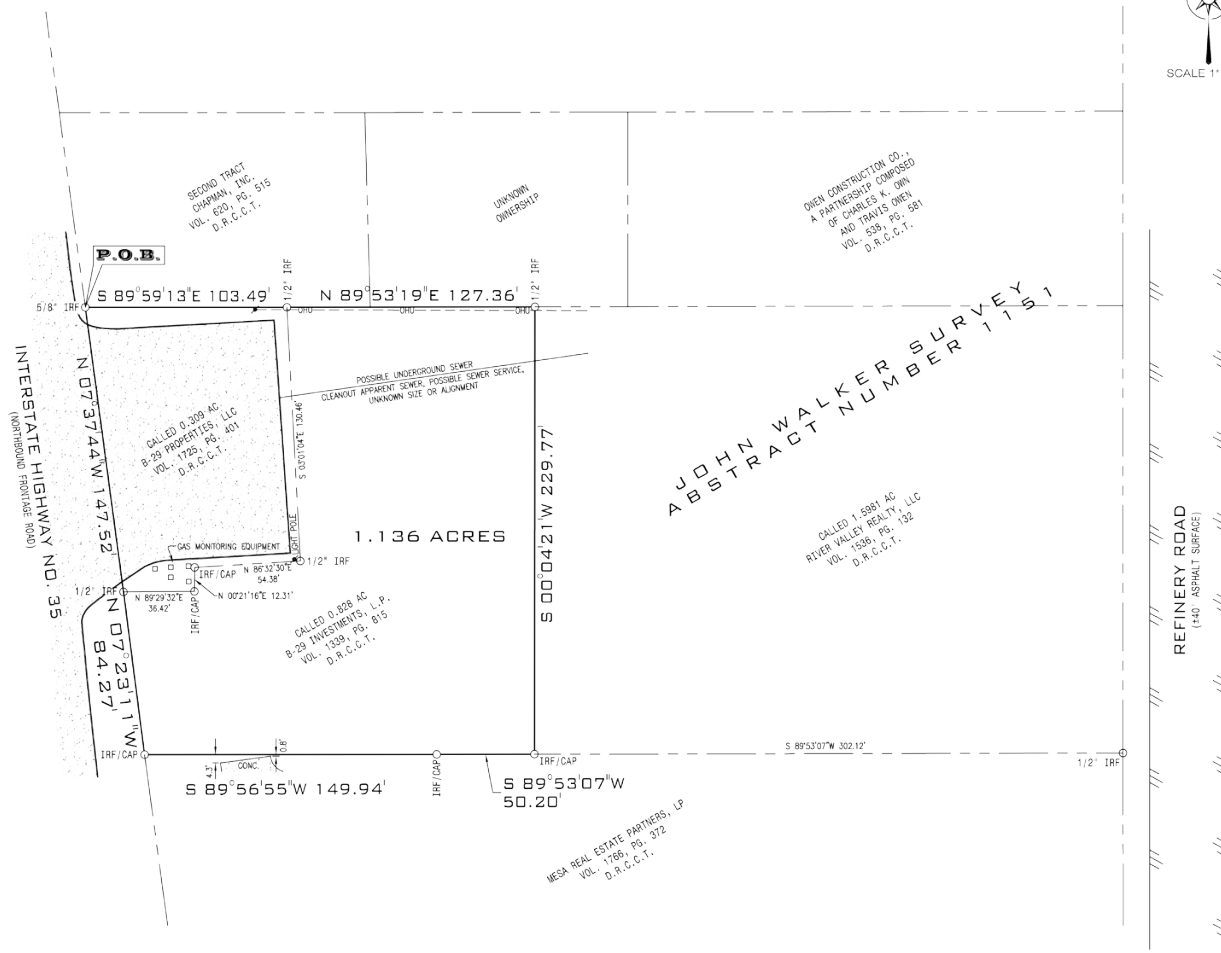 SCALE 1"
SECOND TRACT
CHAPMAN, INC.
VOL. 620, PG. 515
D.R.C.C.T.
UNKNOWN
OWNERSHIP
OWEN CONSTRUCTION CO.,
A PARTNERSHIP COMPOSED
OF CHARLES K. OWN
AND TRAVIS OWEN
VOL. 538, PG. 581
D.R.C.C.T.
P.O.B.
5/8" IRF
S 89°59'13"E 103.49'
1/2" IRF
N 89°53'19"E 127.36'
1/2" IRF
OHU
OHU
OHU
JOHN WALKER SURVEY
ABSTRACT NUMBER 1151
INTERSTATE HIGHWAY NO. 35
(NORTHBOUND FRONTAGE ROAD)
N 07°37'44"W 147.52'
CALLED 0.309 AC
B-29 PROPERTIES, LLC
VOL. 1725, PG. 401
D.R.C.C.T.
POSSIBLE UNDERGROUND SEWER
CLEANOUT APPARENT SEWER, POSSIBLE SEWER SERVICE,
UNKNOWN SIZE OR ALIGNMENT
S 03°01'04"E 130.46'
S 00°04'21"W 229.77'
1.136 ACRES
CALLED 1.5981 AC
RIVER VALLEY REALTY, LLC
VOL. 1538, PG. 132
D.R.C.C.T.
REFINERY ROAD
(±40' ASPHALT SURFACE)
GAS MONITORING EQUIPMENT
LIGHT POLE
1/2" IRF
IRF/CAP
N 86°32'30"E
54.38'
1/2" IRF
N 89°29'32"E
36.42'
IRF/CAP
N 00°21'16"E 12.31'
CALLED 0.828 AC
B-29 INVESTMENTS, L.P.
VOL. 1339, PG. 815
D.R.C.C.T.
N 07°23'11"W
84.27'
IRF/CAP
4.3'
CONC.
0.8'
S 89°56'55"W 149.94'
IRF/CAP
S 89°53'07"W
50.20'
IRF/CAP
S 89°53'07"W 302.12'
1/2" IRF
MESA REAL ESTATE PARTNERS, LP
VOL. 1766, PG. 372
D.R.C.C.T.